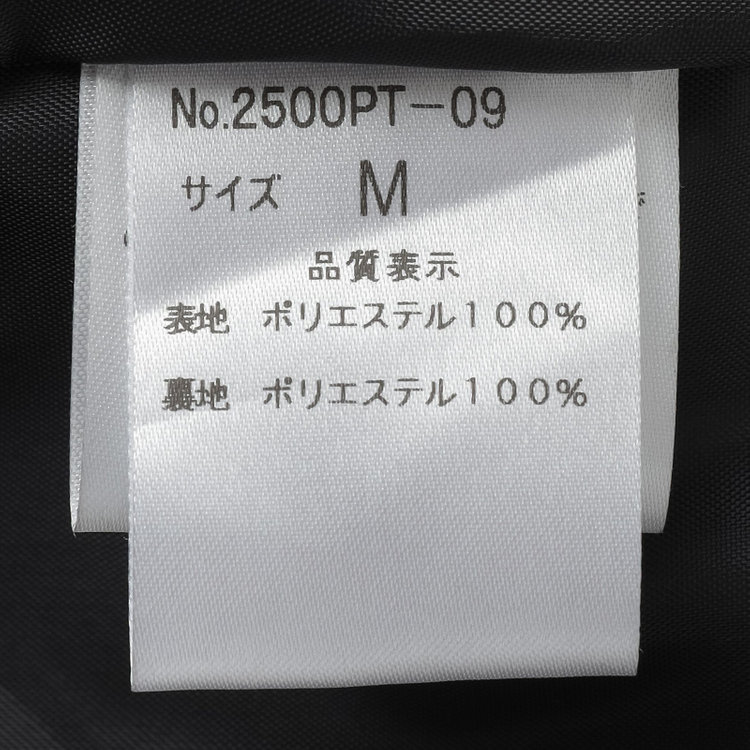 No.2500PT-09
サイズ M
品質表示
表地 ポリエステル100%
裏地 ポリエステル100%